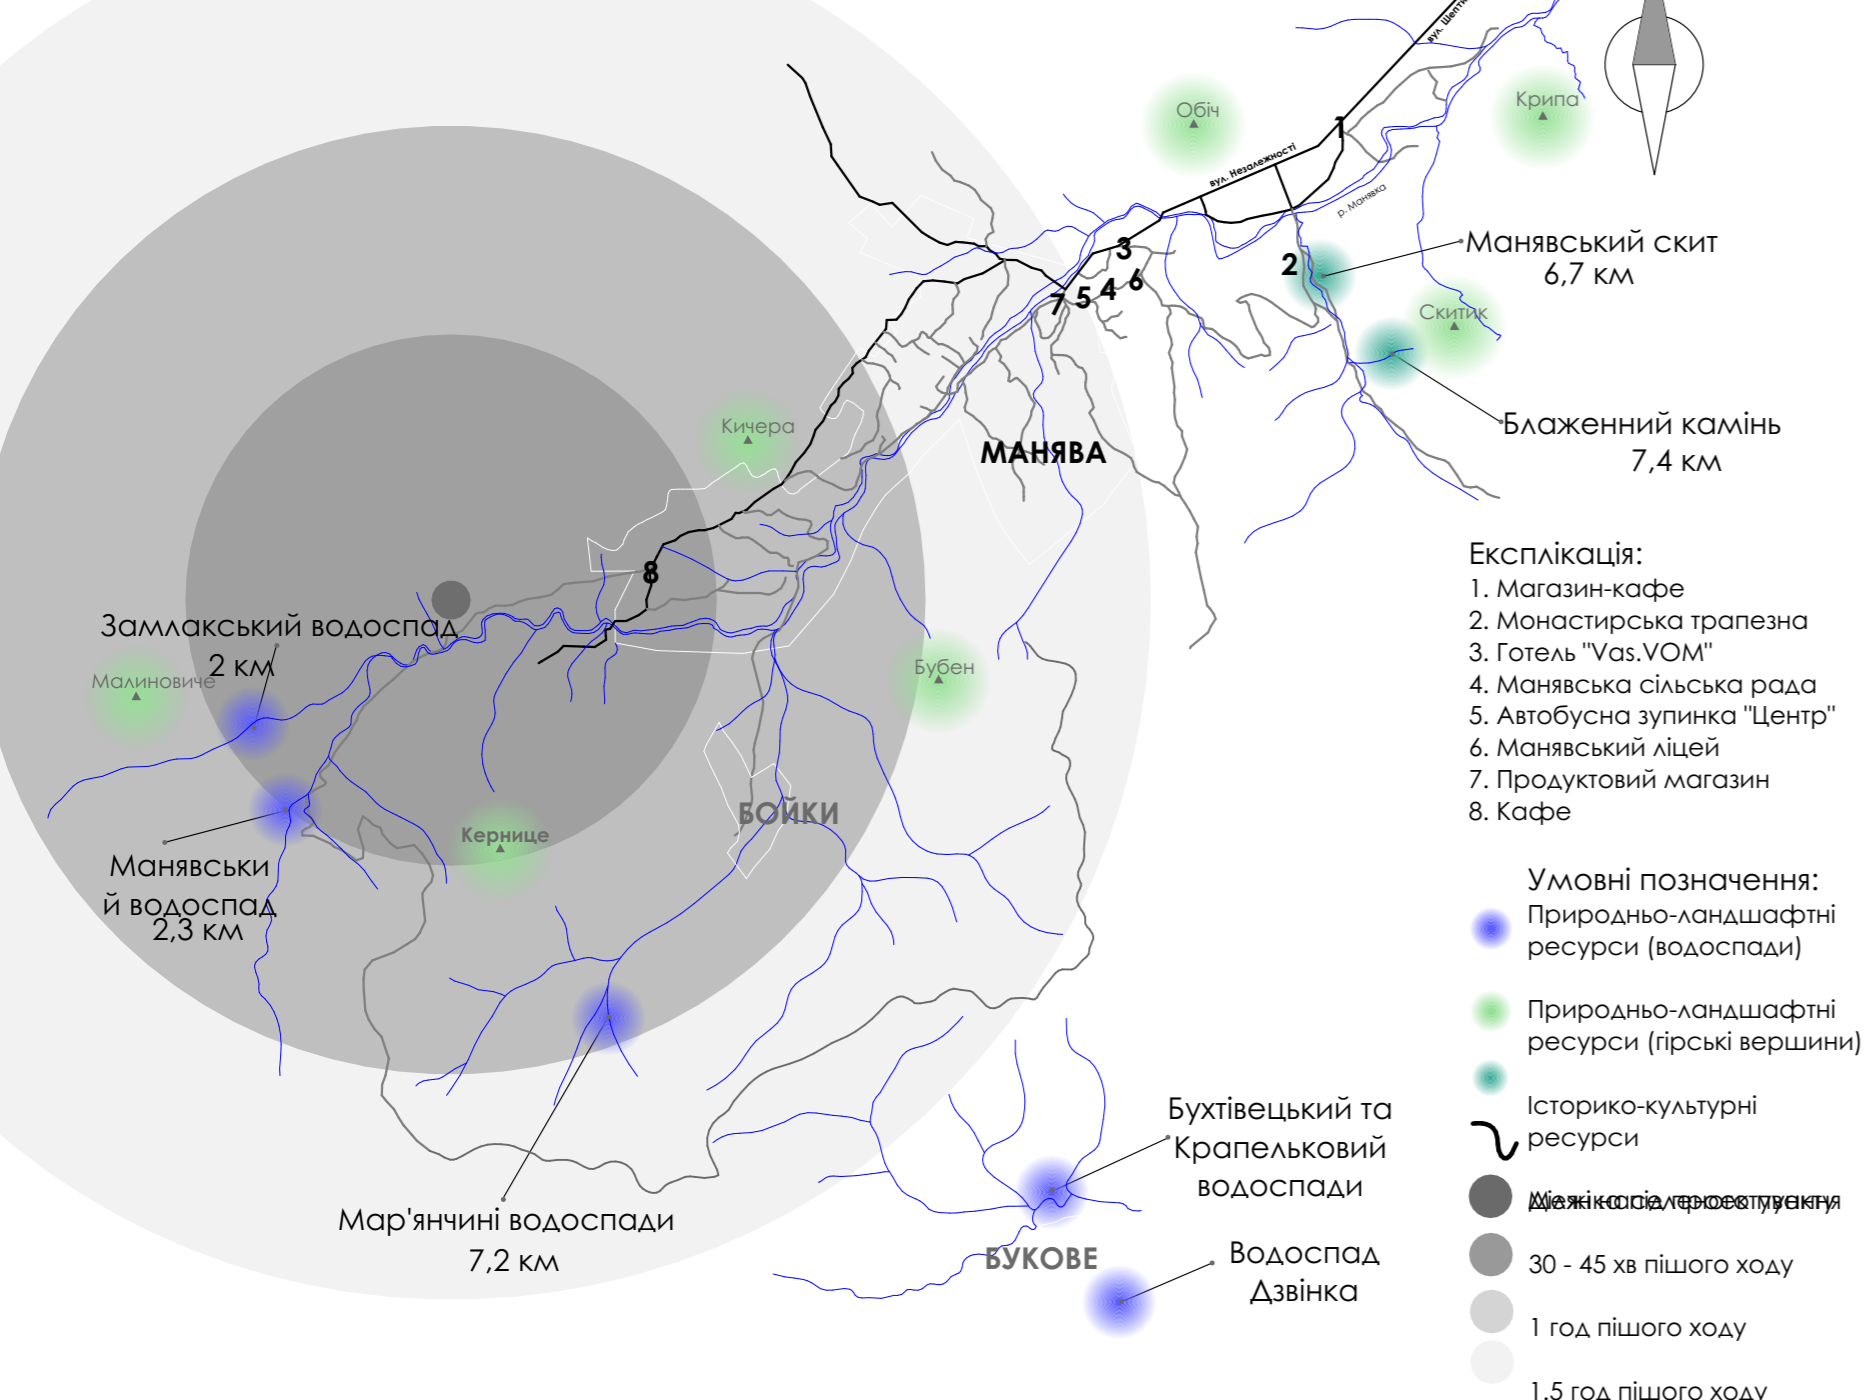 вул. Шепти
Обіч
Крипа
1
вул. Незалежності
р. Манявка
Манявський скит
6,7 км
3
2
6
4
5
7
Скитик
Блаженний камінь
7,4 км
Кичера
МАНЯВА
8
Замлакський водоспад
2 км
Малиновиче
Бубен
БОЙКИ
Кернице
Манявськи
й водоспад
2,3 км
Мар'янчині водоспади
7,2 км
Бухтівецький та
Крапельковий
водоспади
БУКОВЕ
Водоспад
Дзвінка
Експлікація:
1. Магазин-кафе
2. Монастирська трапезна
3. Готель "Vas.VOM"
4. Манявська сільська рада
5. Автобусна зупинка "Центр"
6. Манявський ліцей
7. Продуктовий магазин
8. Кафе
Умовні позначення:
Природньо-ландшафтні
ресурси (водоспади)
Природньо-ландшафтні
ресурси (гірські вершини)
Історико-культурні
ресурси
30 - 45 хв пішого ходу
1 год пішого ходу
1.5 год пішого ходу